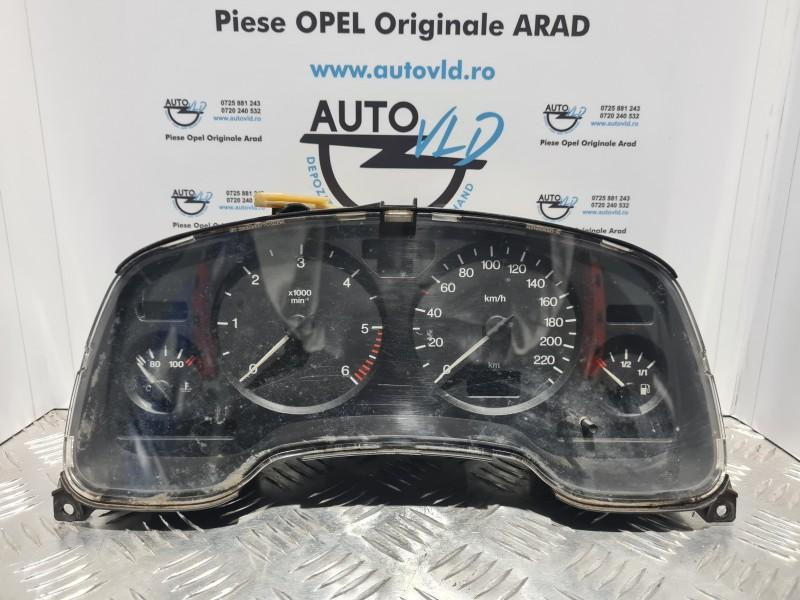 Piese OPEL Originale ARAD
www.autovld.ro
AUTO VLD
0725 881 243
0720 240 532
www.autovld.ro
Piese Opel Originale Arad
AUTO VLD
AUTO VLD
0725 881 243
0720 240 532
www.autovld.ro
Piese Opel Originale Arad
AUTO VLD
0725 881 243
0720 240 532
www.autovld.ro
AUTO VLD
0725 881 243
0720 240 532
www.autovld.ro
0 1 2 3 4 5 6
x1000
min-¹
0 20 40 60 80 100 120 140 160 180 200 220
km/h
km
80 100
C
1/2 1/1